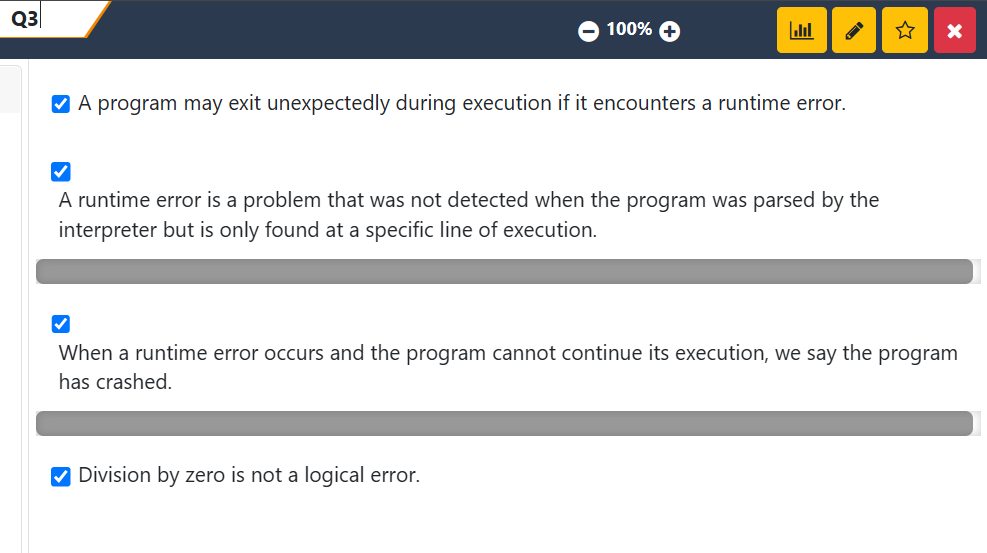 Q3
100%
A program may exit unexpectedly during execution if it encounters a runtime error.
A runtime error is a problem that was not detected when the program was parsed by the
interpreter but is only found at a specific line of execution.
When a runtime error occurs and the program cannot continue its execution, we say the program
has crashed.
Division by zero is not a logical error.